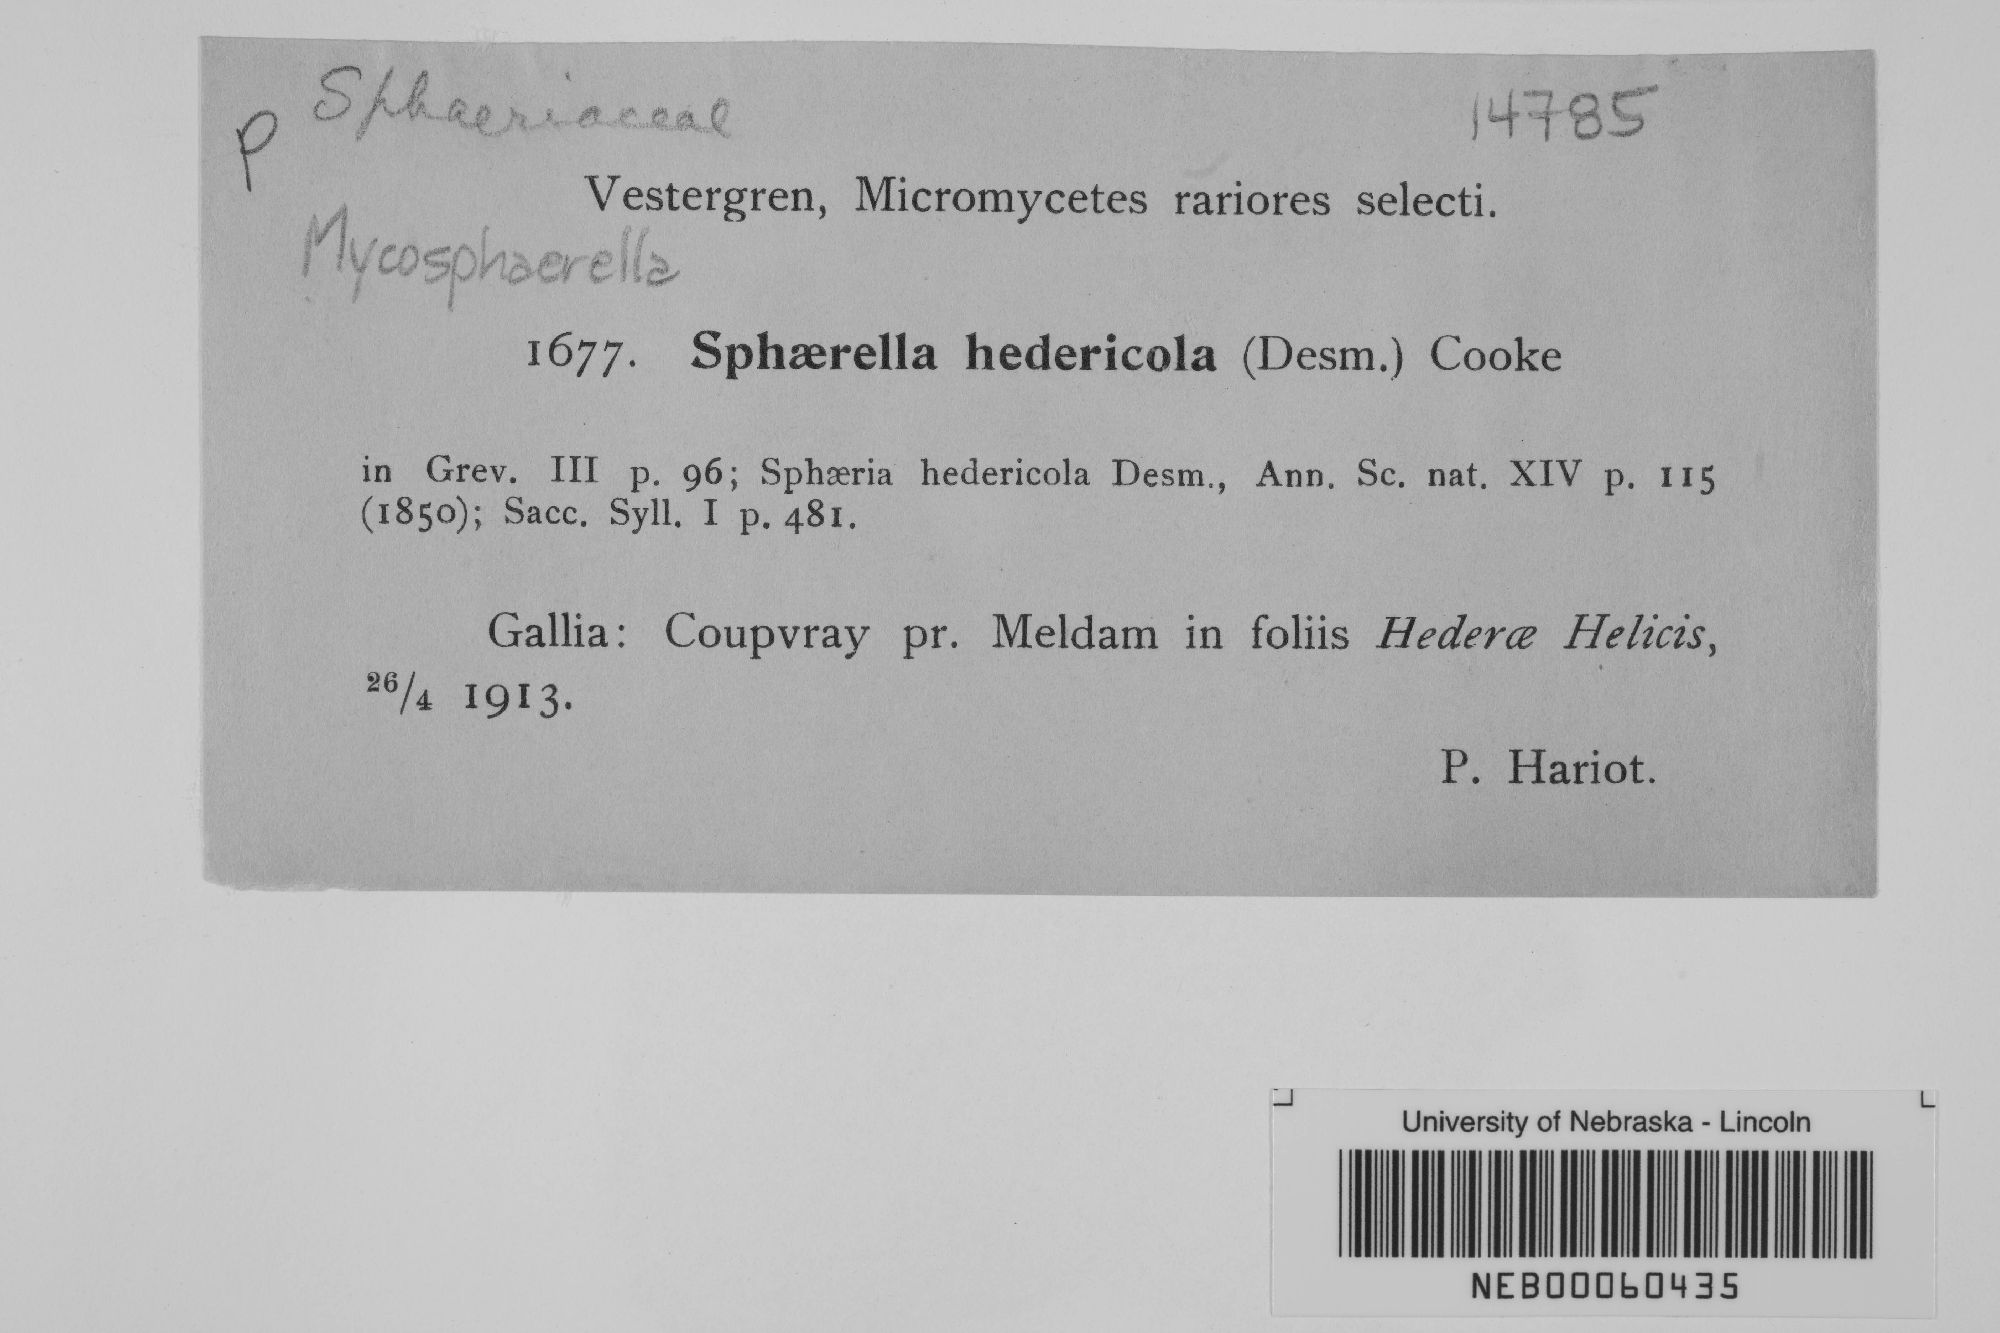 Sphaeriaceae
14785
P
Vestergren, Micromycetes rariores selecti.
Mycosphaerella
1677. Sphærella hedericola (Desm.) Cooke
in Grev. III p. 96; Sphæria hedericola Desm., Ann. Sc. nat. XIV p. 115
(1850); Sacc. Syll. I p. 481.
Gallia: Coupvray pr. Meldam in foliis Hederæ Helicis,
26/4 1913.
P. Hariot.
University of Nebraska - Lincoln
NEB00060435